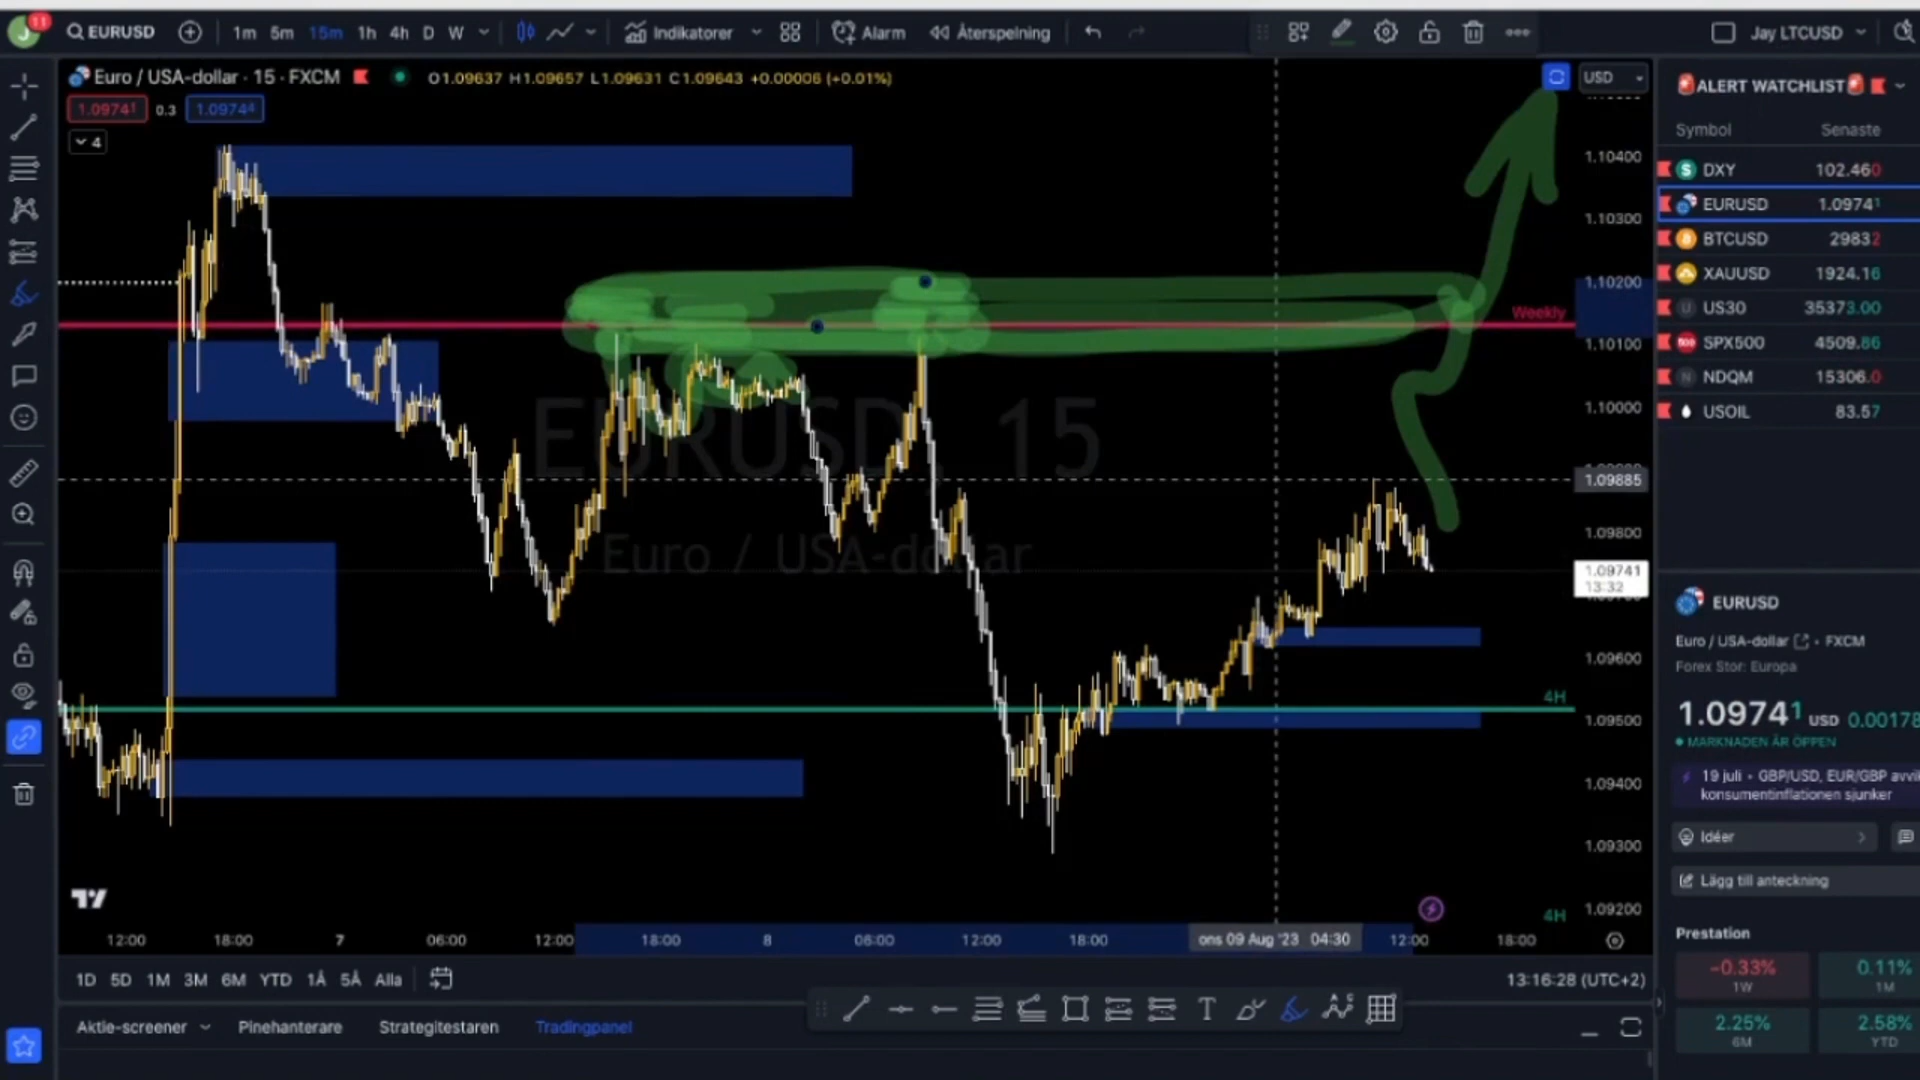 J 11 EURUSD 1m 5m 15m 1h 4h D W Indikatorer Alarm Återspelning Jay LTCUSD
Euro / USA-dollar · 15 · FXCM O1.09637 H1.09657 L1.09631 C1.09643 +0.00006 (+0.01%)
1.09741 0.3 1.09744
4
USD
1.10400
1.10300
1.10200
1.10100
1.10000
1.09885
1.09800
1.09741
13:32
1.09600
1.09500
1.09400
1.09300
1.09200
Weekly
4H
4H
EURUSD, 15
Euro / USA-dollar
12:00 18:00 7 06:00 12:00 18:00 8 06:00 12:00 18:00 ons 09 Aug '23 04:30 12:00 18:00
1D 5D 1M 3M 6M YTD 1Å 5Å Alla
13:16:28 (UTC+2)
Aktie-screener Pinehanterare Strategitestaren Tradingpanel
ALERT WATCHLIST
Symbol Senaste
DXY 102.460
EURUSD 1.09741
BTCUSD 29832
XAUUSD 1924.16
US30 35373.00
SPX500 4509.86
NDQM 15306.0
USOIL 83.57
EURUSD
Euro / USA-dollar · FXCM
Forex Stor: Europa
1.09741 USD 0.00178
MARKNADEN ÄR ÖPPEN
19 juli · GBP/USD, EUR/GBP avvik
konsumentinflationen sjunker
Idéer
Lägg till anteckning
Prestation
−0.33% 0.11%
1W 1M
2.25% 2.58%
6M YTD